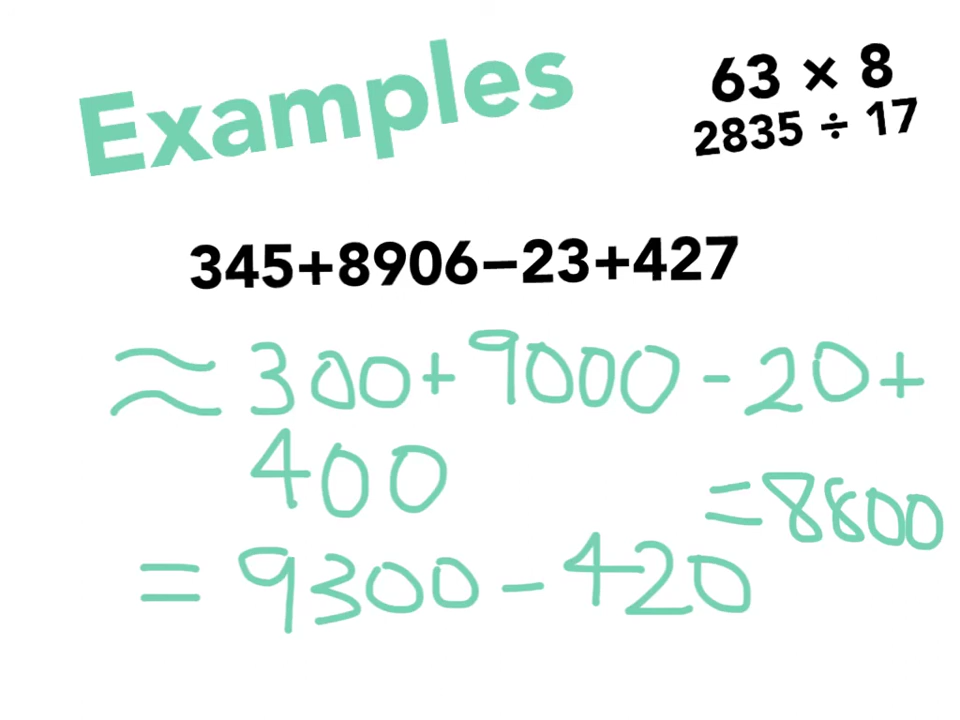 Examples
63 × 8
2835 ÷ 17
345+8906−23+427
≈ 300+9000-20+
400
=8800
= 9300-420